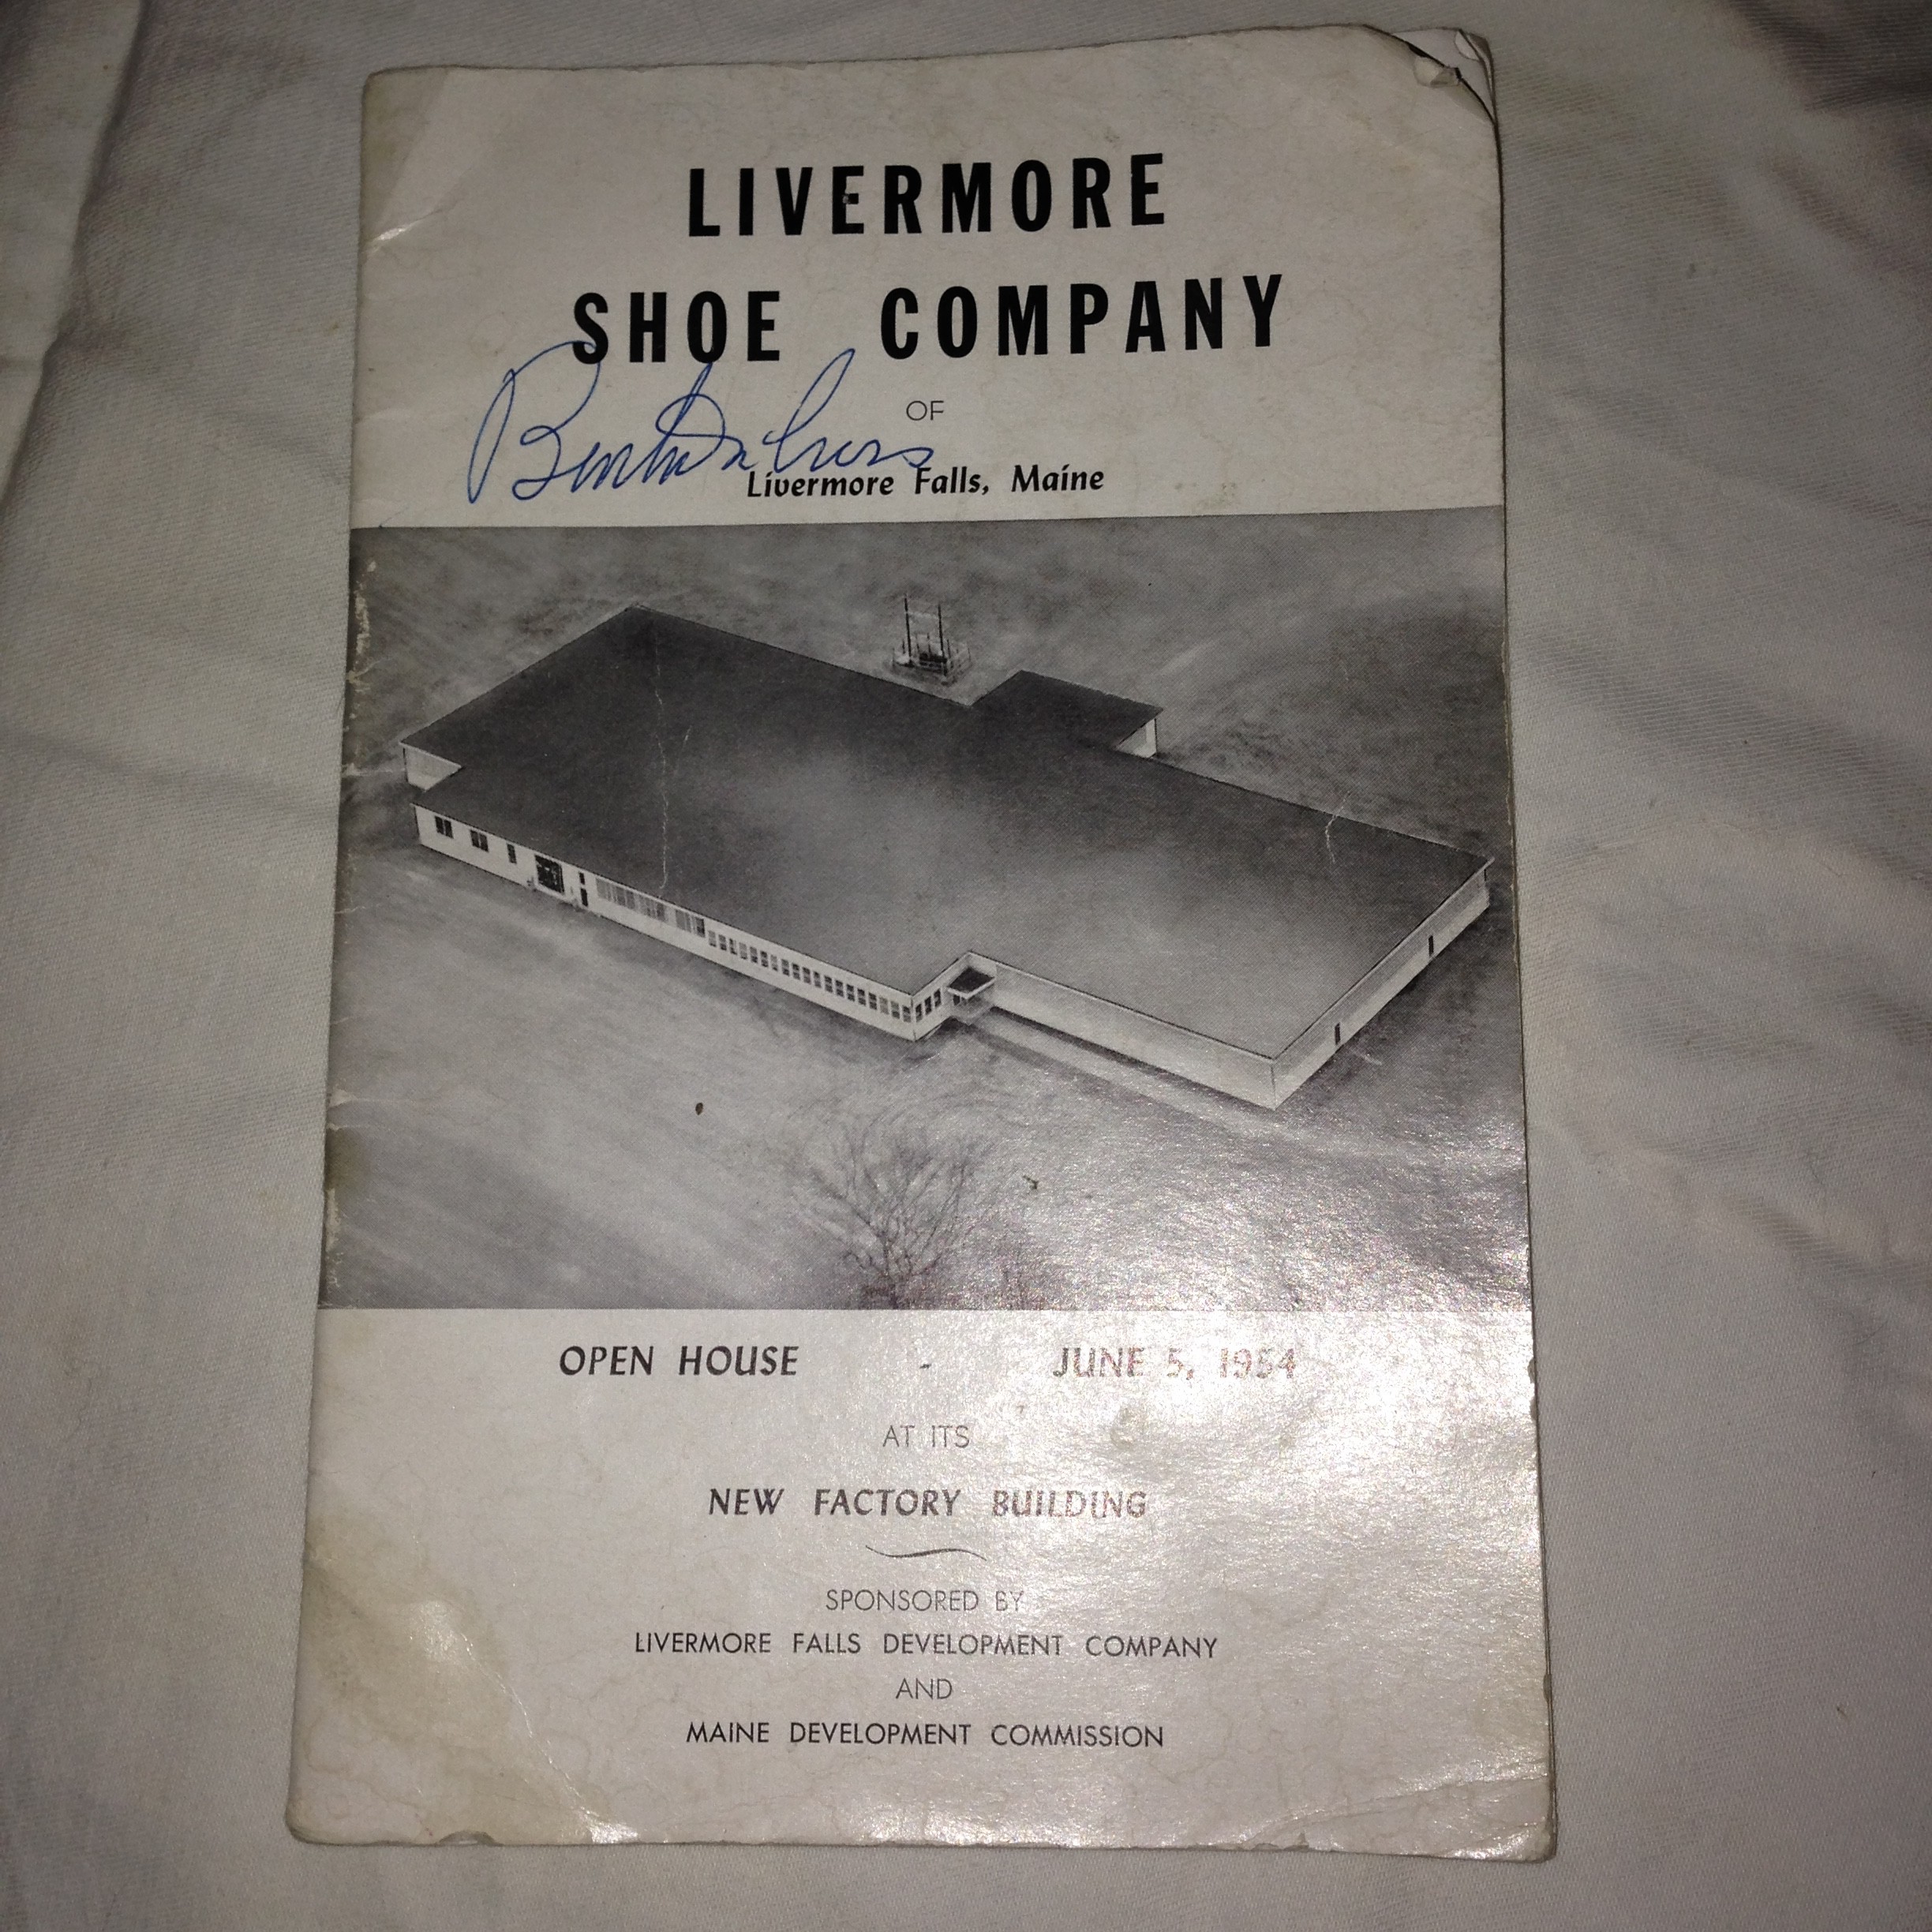 LIVERMORE
SHOE COMPANY
OF
Livermore Falls, Maine
OPEN HOUSE - JUNE 5, 1954
AT ITS
NEW FACTORY BUILDING
SPONSORED BY
LIVERMORE FALLS DEVELOPMENT COMPANY
AND
MAINE DEVELOPMENT COMMISSION